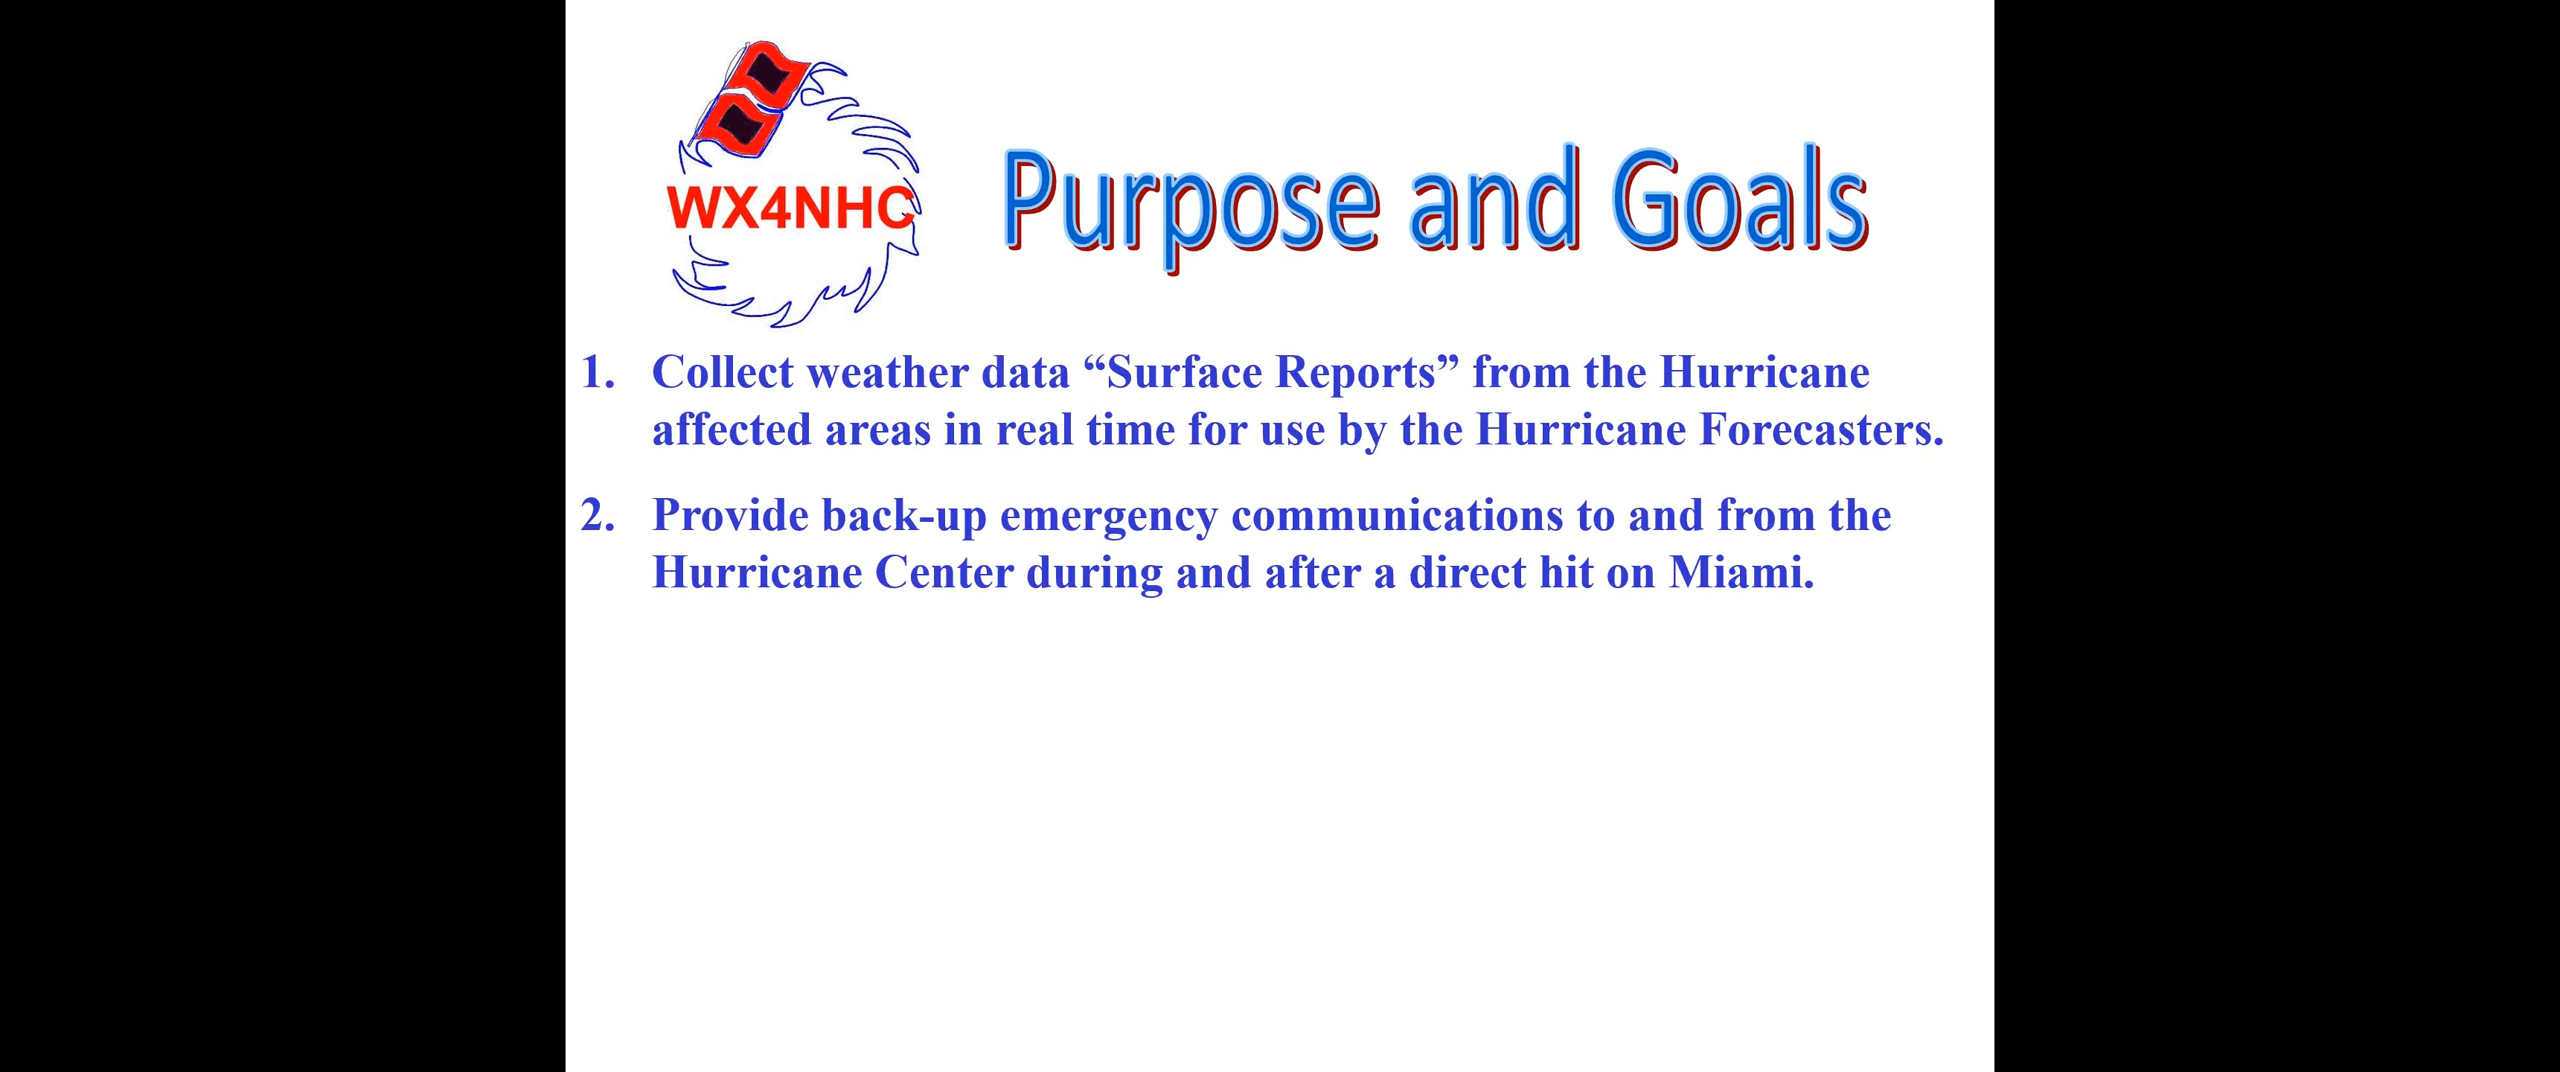 WX4NHC
Purpose and Goals
1. Collect weather data “Surface Reports” from the Hurricane
affected areas in real time for use by the Hurricane Forecasters.
2. Provide back-up emergency communications to and from the
Hurricane Center during and after a direct hit on Miami.